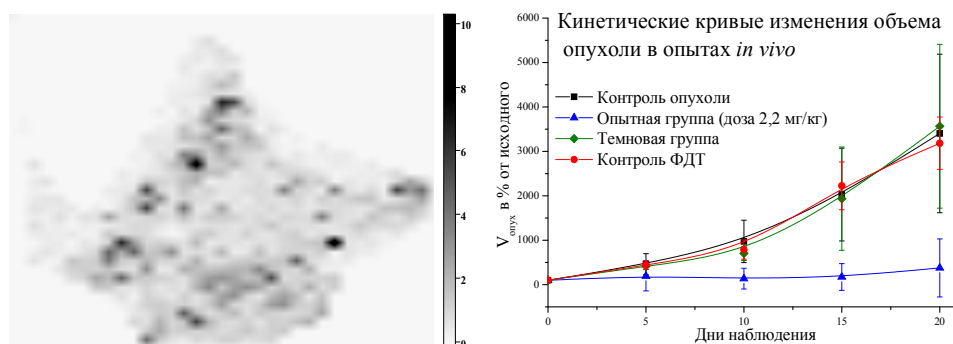 10
8
6
4
2
0
Кинетические кривые изменения объема
опухоли в опытах in vivo
Контроль опухоли
Опытная группа (доза 2,2 мг/кг)
Темновая группа
Контроль ФДТ
Vопух в % от исходного
6000
5000
4000
3000
2000
1000
0
0 5 10 15 20
Дни наблюдения